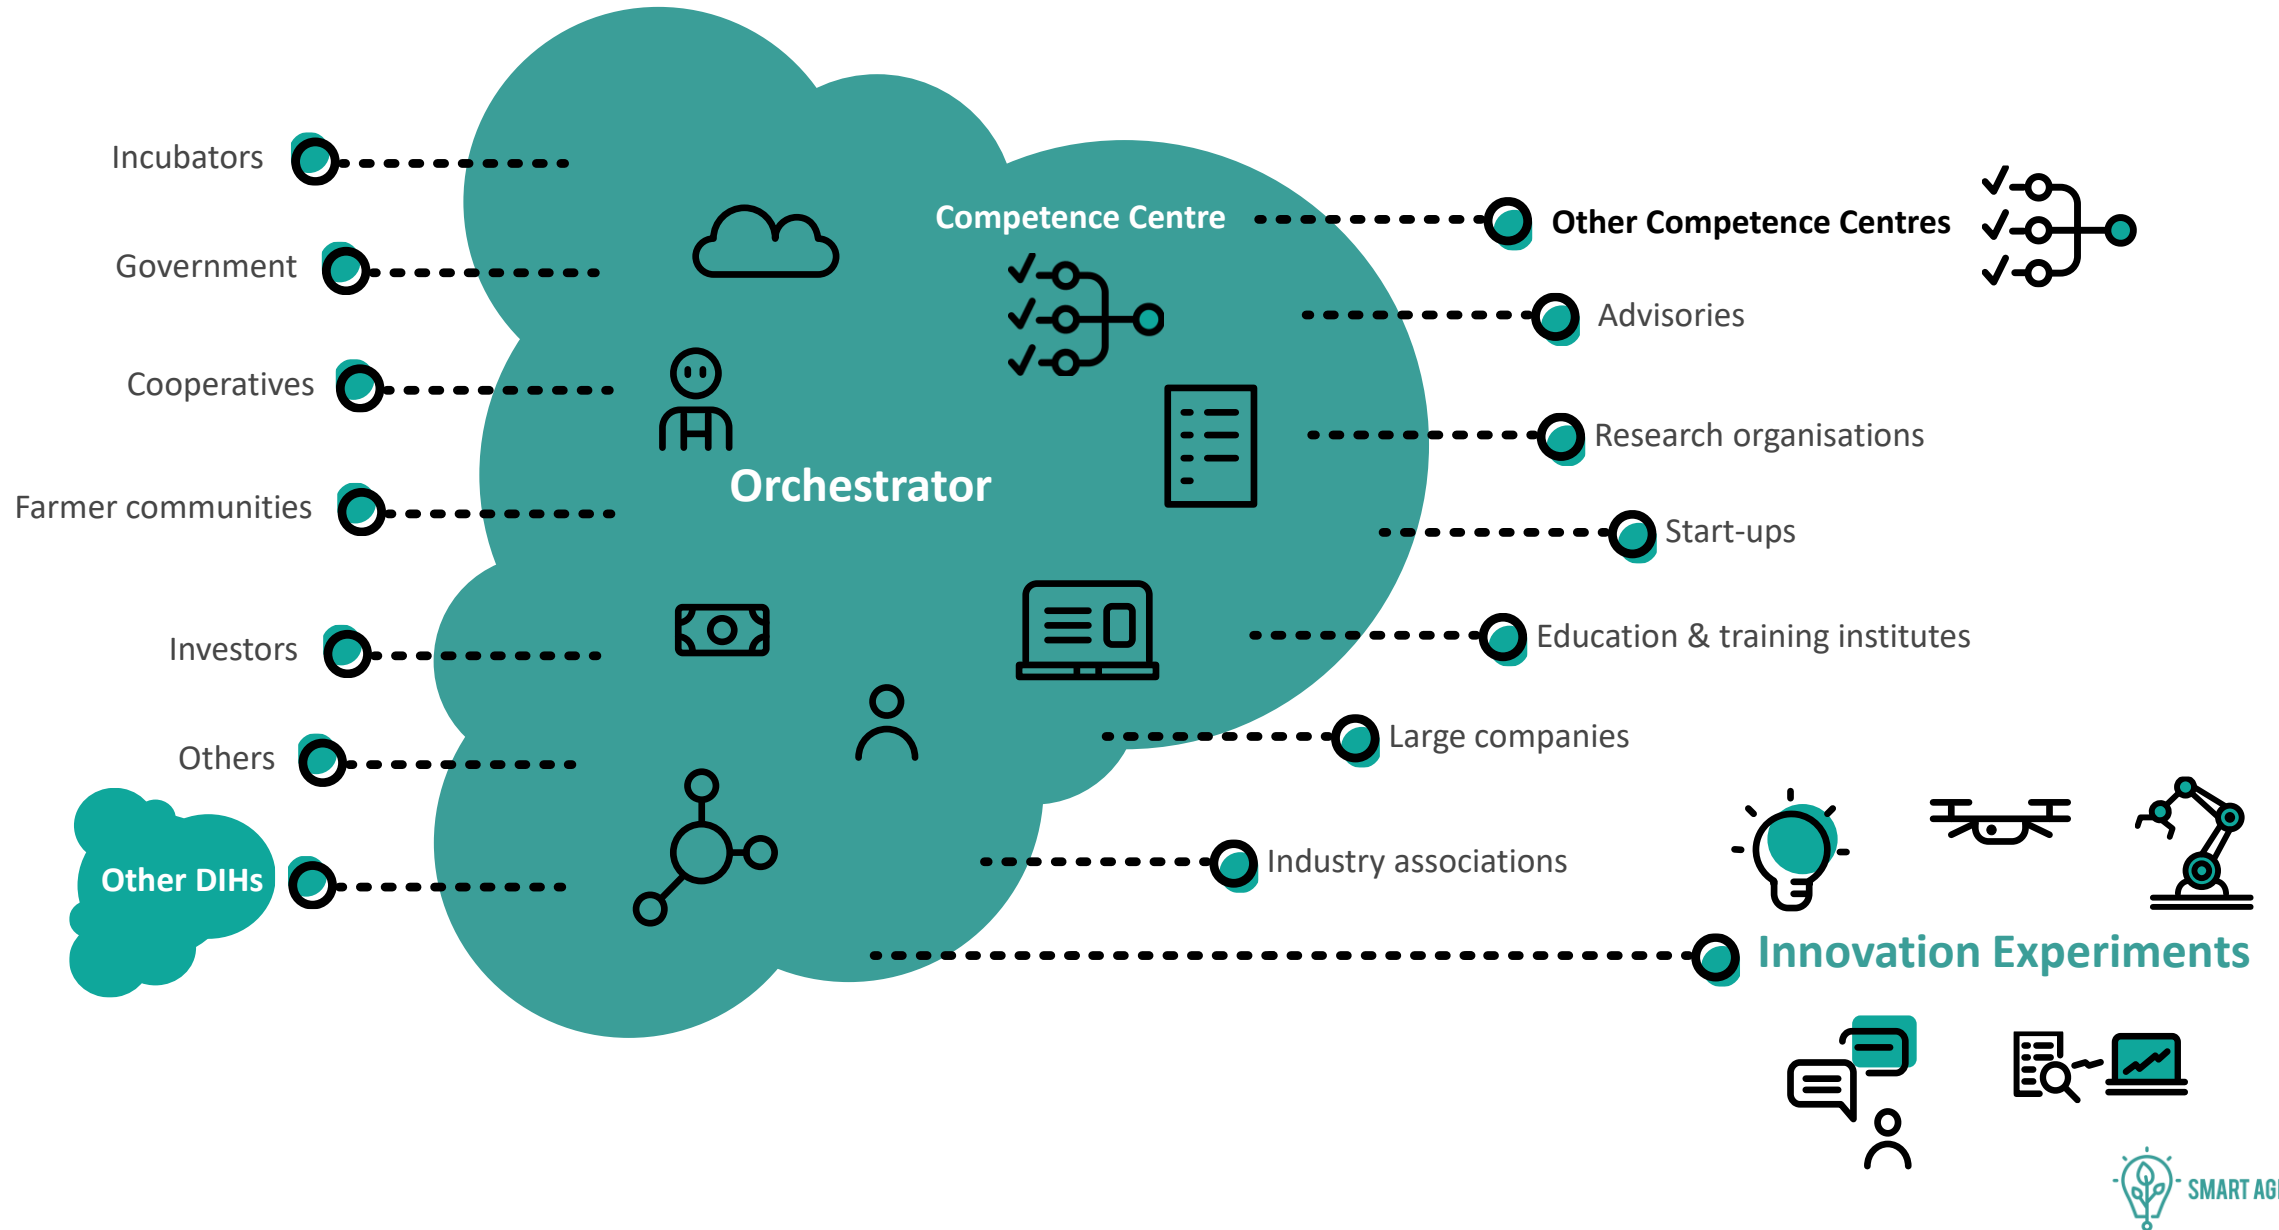 Incubators
Government
Cooperatives
Farmer communities
Investors
Others
Other DIHs
Orchestrator
Competence Centre
Other Competence Centres
Advisories
Research organisations
Start-ups
Education & training institutes
Large companies
Industry associations
Innovation Experiments
SMART